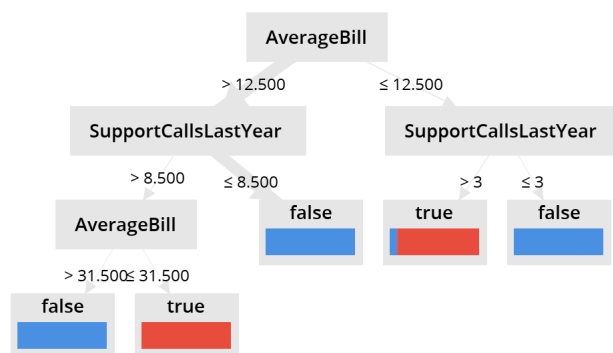 AverageBill
> 12.500 ≤ 12.500
SupportCallsLastYear SupportCallsLastYear
> 8.500 ≤ 8.500 > 3 ≤ 3
AverageBill false true false
> 31.500 ≤ 31.500
false true